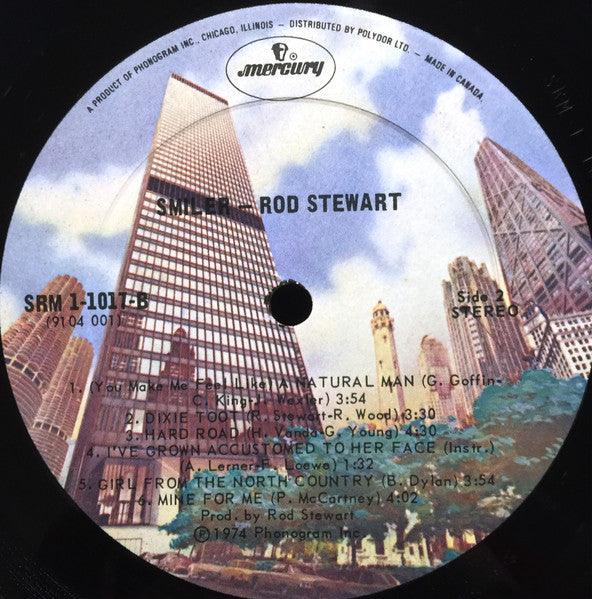 A PRODUCT OF PHONOGRAM INC., CHICAGO, ILLINOIS — DISTRIBUTED BY POLYDOR LTD. — MADE IN CANADA.
mercury
SMILER — ROD STEWART
SRM 1-1017-B
(9104 001)
Side 2
STEREO
1. (You Make Me Feel Like) A NATURAL MAN (G. Goffin-
C. King-J. Wexler) 3:54
2. DIXIE TOOT (R. Stewart-R. Wood) 3:30
3. HARD ROAD (H. Vanda-G. Young) 4:30
4. I'VE GROWN ACCUSTOMED TO HER FACE (Instr.)
(A. Lerner-F. Loewe) 1:32
5. GIRL FROM THE NORTH COUNTRY (B. Dylan) 3:54
6. MINE FOR ME (P. McCartney) 4:02
Prod. by Rod Stewart
Ⓟ 1974 Phonogram Inc.